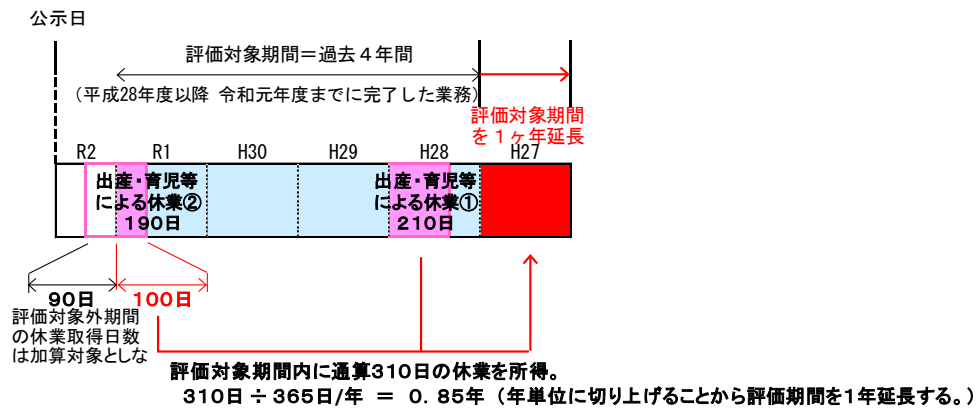 公示日
評価対象期間＝過去４年間
（平成28年度以降 令和元年度までに完了した業務）
評価対象期間
を１ヶ年延長
R2 R1 H30 H29 H28 H27
出産・育児等
による休業②
190日
出産・育児等
による休業①
210日
90日 100日
評価対象外期間
の休業取得日数
は加算対象としな
評価対象期間内に通算310日の休業を所得。
310日 ÷ 365日/年 ＝ 0. 85年（年単位に切り上げることから評価期間を1年延長する。）